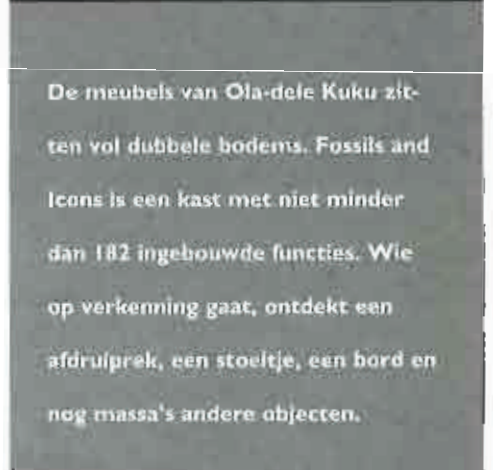 De meubels van Ola-dele Kuku zit-
ten vol dubbele bodems. Fossils and
Icons is een kast met niet minder
dan 182 ingebouwde functies. Wie
op verkenning gaat, ontdekt een
afdruiprek, een stoeltje, een bord en
nog massa's andere objecten.